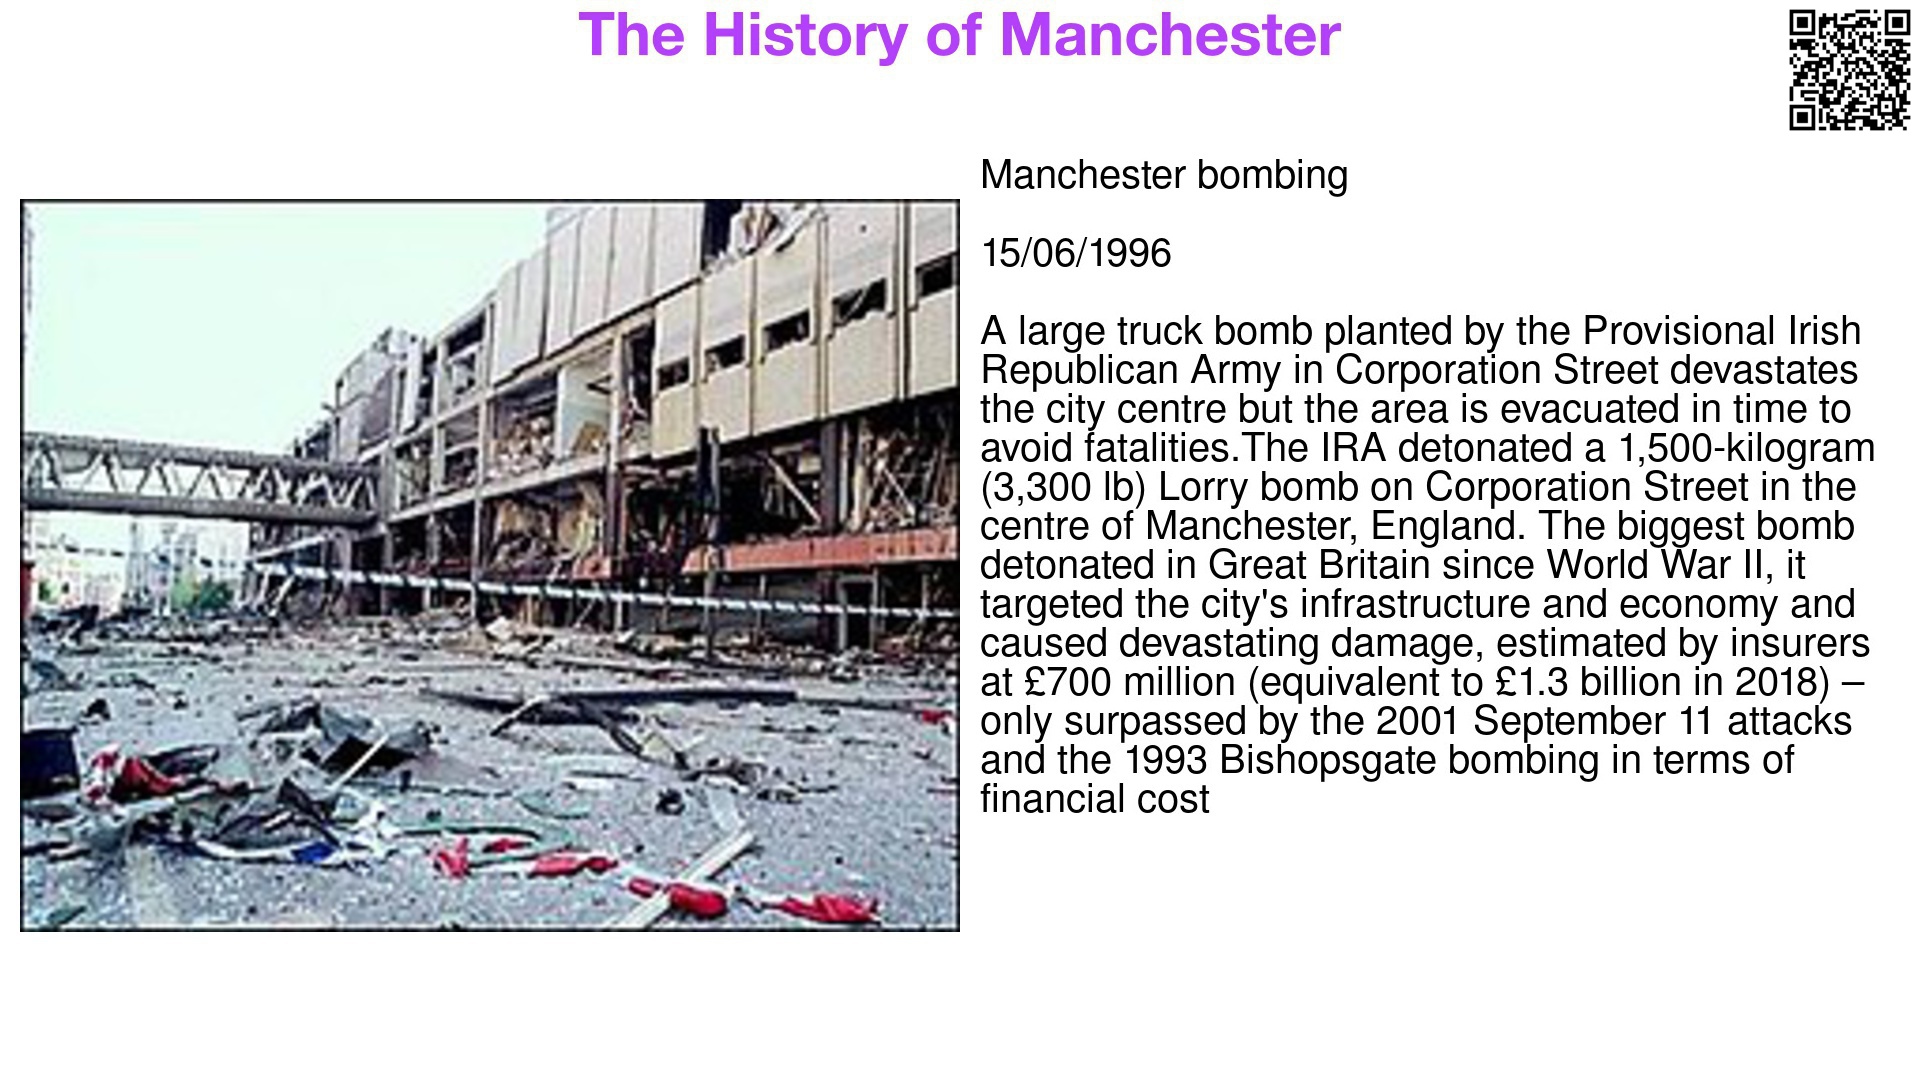 The History of Manchester
Manchester bombing
15/06/1996
A large truck bomb planted by the Provisional Irish
Republican Army in Corporation Street devastates
the city centre but the area is evacuated in time to
avoid fatalities.The IRA detonated a 1,500-kilogram
(3,300 lb) Lorry bomb on Corporation Street in the
centre of Manchester, England. The biggest bomb
detonated in Great Britain since World War II, it
targeted the city's infrastructure and economy and
caused devastating damage, estimated by insurers
at £700 million (equivalent to £1.3 billion in 2018) –
only surpassed by the 2001 September 11 attacks
and the 1993 Bishopsgate bombing in terms of
financial cost